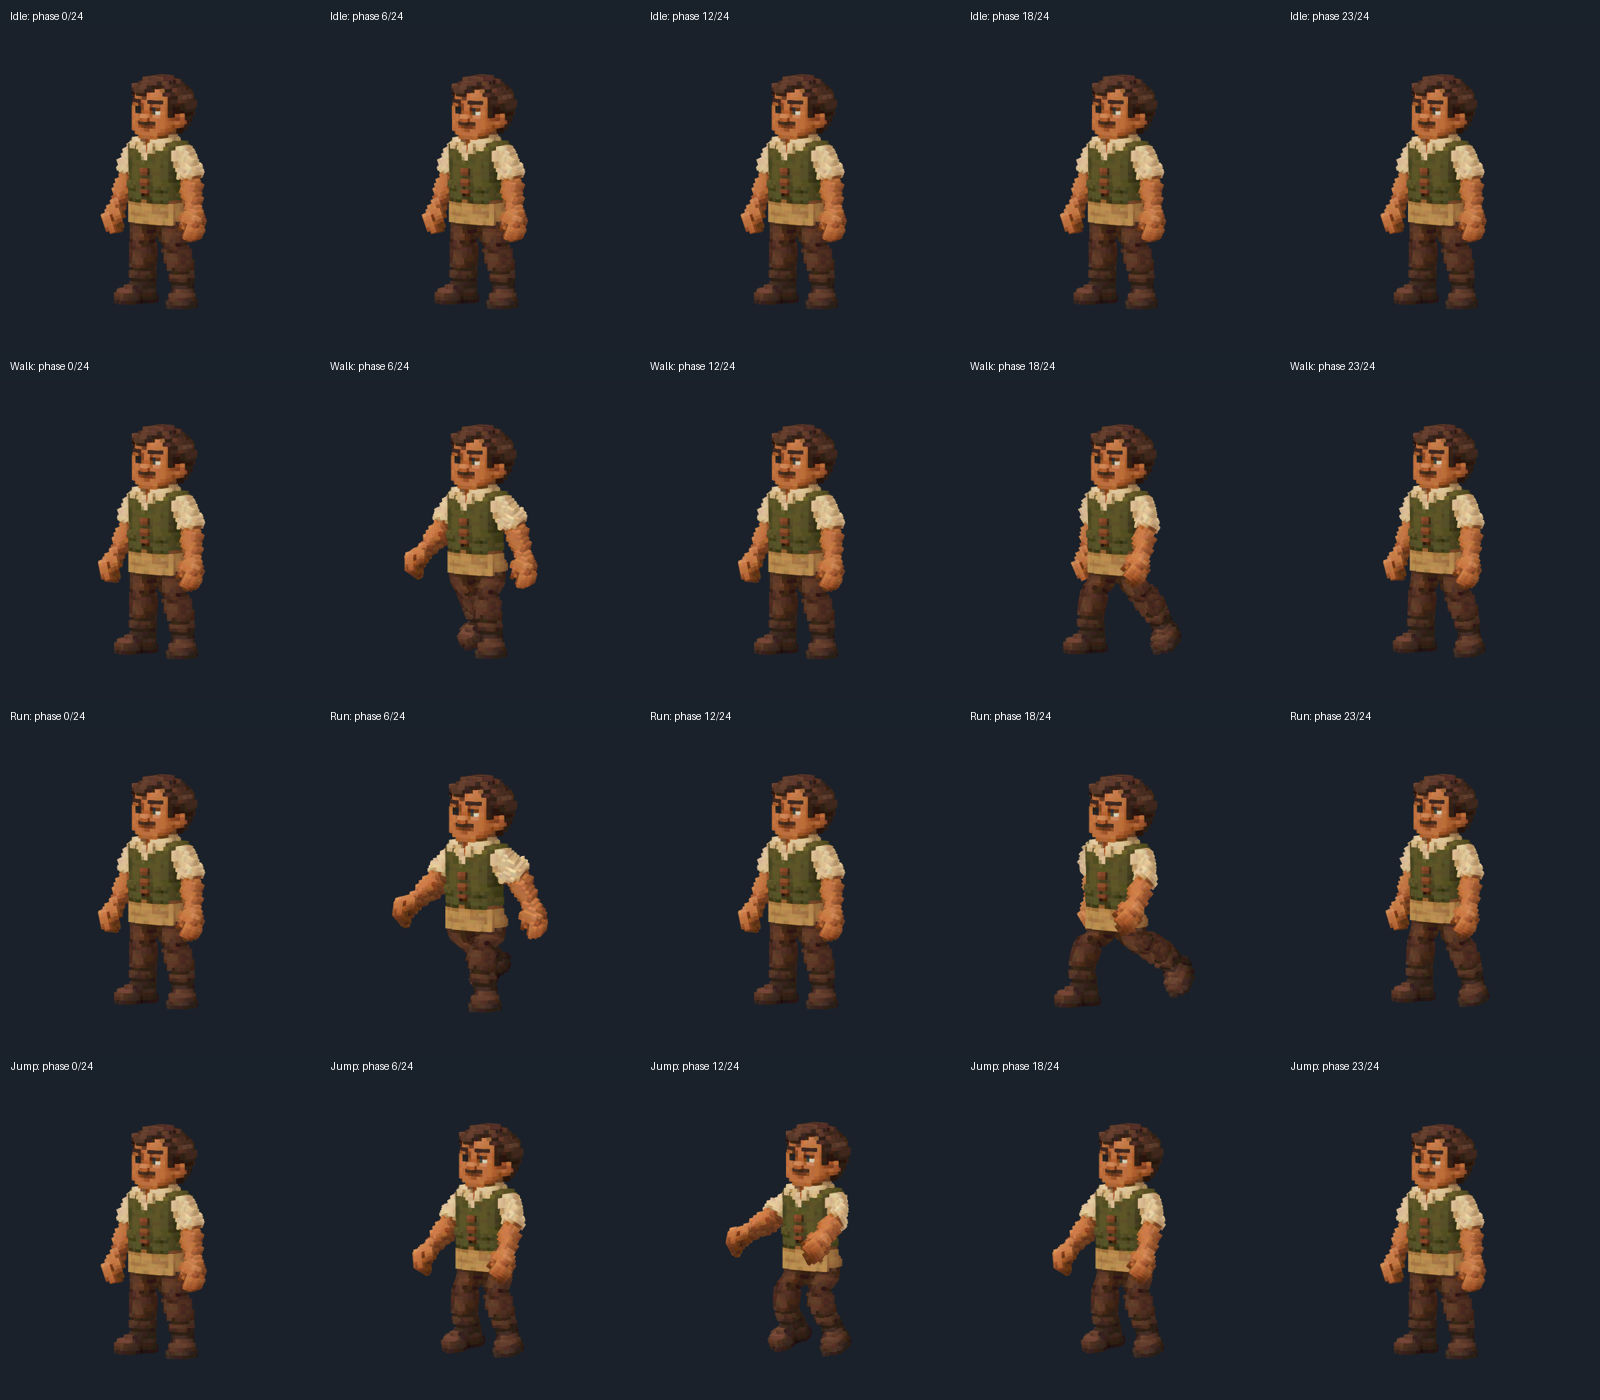 Idle: phase 0/24
Idle: phase 6/24
Idle: phase 12/24
Idle: phase 18/24
Idle: phase 23/24
Walk: phase 0/24
Walk: phase 6/24
Walk: phase 12/24
Walk: phase 18/24
Walk: phase 23/24
Run: phase 0/24
Run: phase 6/24
Run: phase 12/24
Run: phase 18/24
Run: phase 23/24
Jump: phase 0/24
Jump: phase 6/24
Jump: phase 12/24
Jump: phase 18/24
Jump: phase 23/24